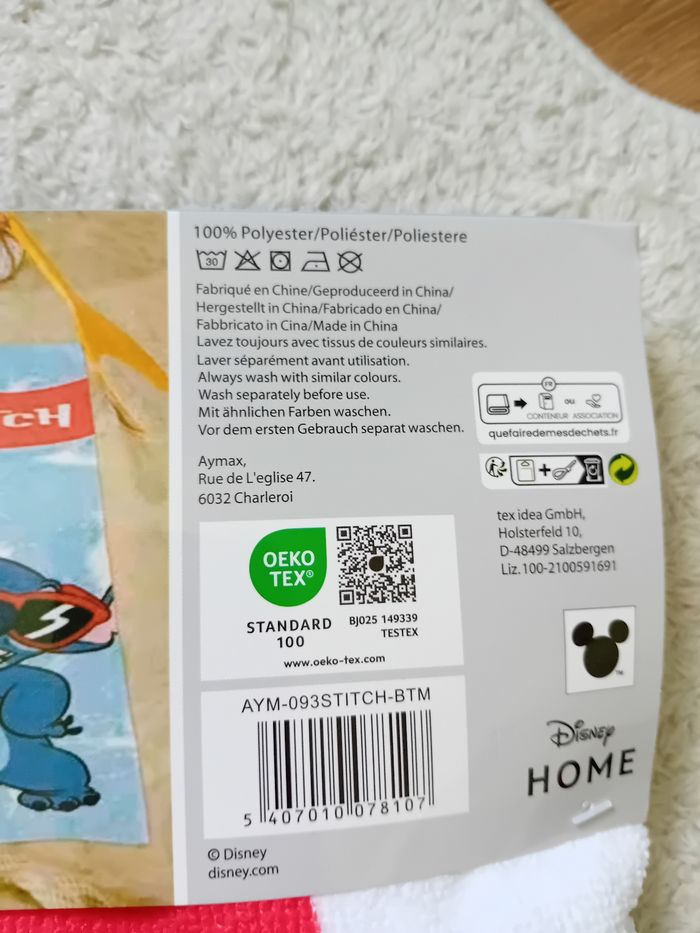 100% Polyester/Poliéster/Poliestere
30
Fabriqué en Chine/Geproduceerd in China/
Hergestellt in China/Fabricado en China/
Fabbricato in Cina/Made in China
Lavez toujours avec tissus de couleurs similaires.
Laver séparément avant utilisation.
Always wash with similar colours.
Wash separately before use.
Mit ähnlichen Farben waschen.
Vor dem ersten Gebrauch separat waschen.
Aymax,
Rue de L'eglise 47.
6032 Charleroi
TCH
FR
OU
CONTENEUR ASSOCIATION
quefairedemesdechets.fr
+
tex idea GmbH,
Holsterfeld 10,
D-48499 Salzbergen
Liz. 100-2100591691
OEKO
TEX®
STANDARD
100
BJ025 149339
TESTEX
www.oeko-tex.com
AYM-093STITCH-BTM
5 407010 078107
TM
Disney
HOME
© Disney
disney.com